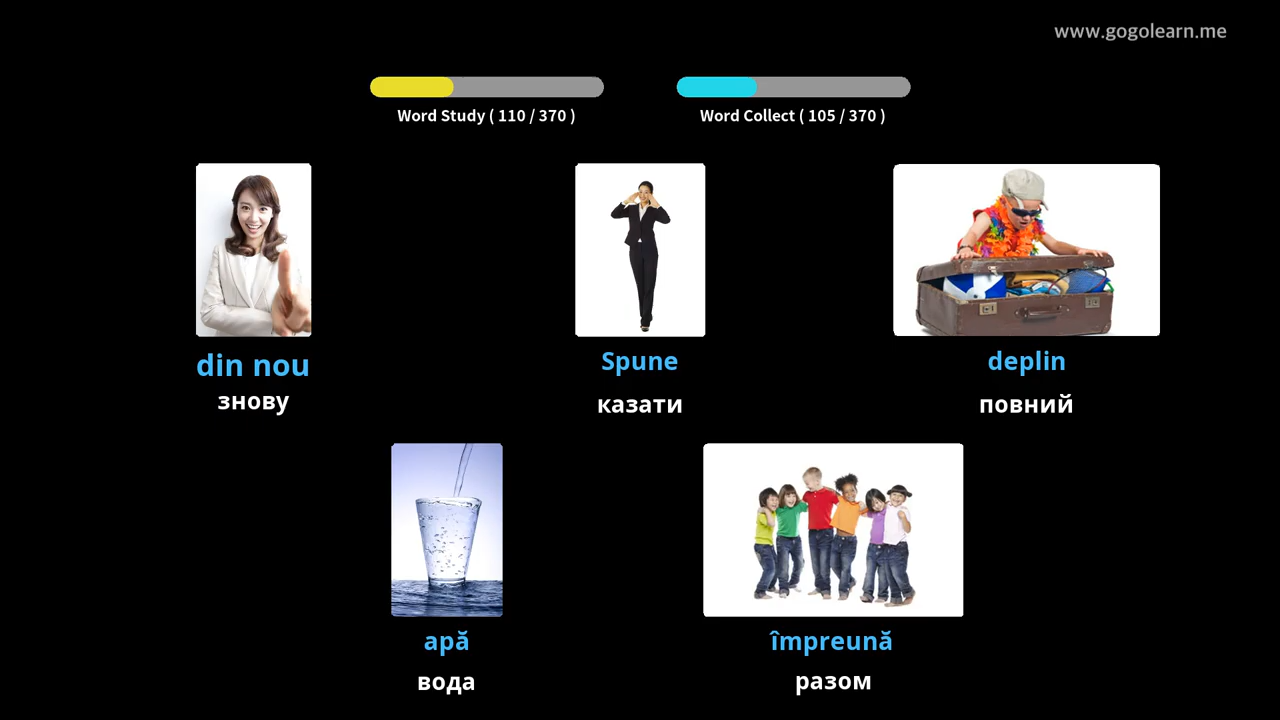 www.gogolearn.me
Word Study ( 110 / 370 )
Word Collect ( 105 / 370 )
din nou
знову
Spune
казати
deplin
повний
apă
вода
împreună
разом